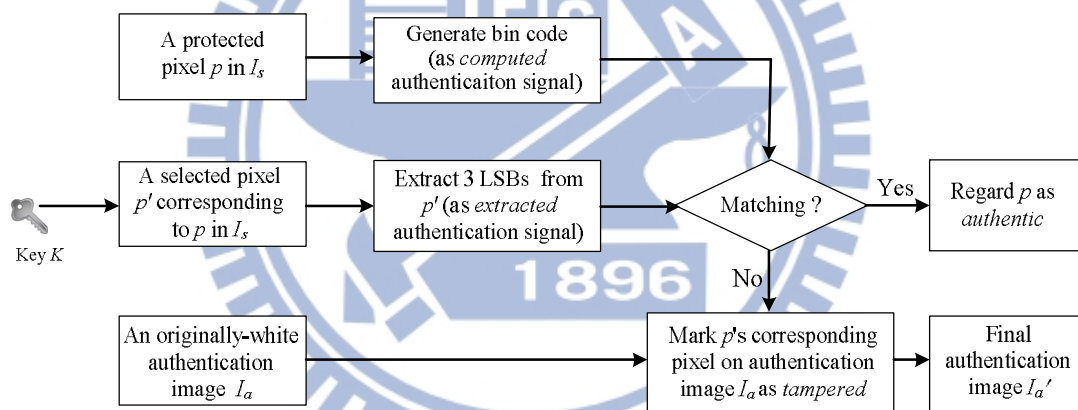 A protected
pixel p in Iₛ
Generate bin code
(as computed
authenticaiton signal)
Key K
A selected pixel
p' corresponding
to p in Iₛ
Extract 3 LSBs from
p' (as extracted
authentication signal)
Matching ?
Yes
Regard p as
authentic
No
An originally-white
authentication
image Iₐ
Mark p's corresponding
pixel on authentication
image Iₐ as tampered
Final
authentication
image Iₐ'
E S
A
8
1896